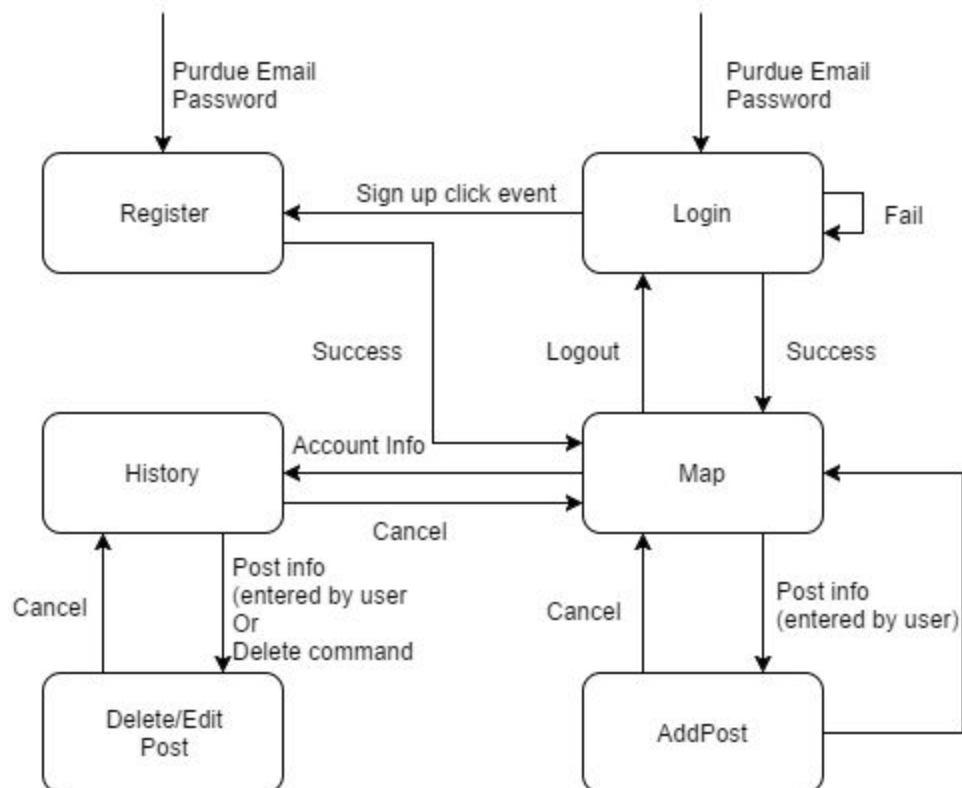 Purdue Email
Password
Purdue Email
Password
Register
Sign up click event
Login
Fail
Success
Logout
Success
History
Account Info
Map
Cancel
Cancel
Post info
(entered by user
Or
Delete command
Cancel
Post info
(entered by user)
Delete/Edit
Post
AddPost